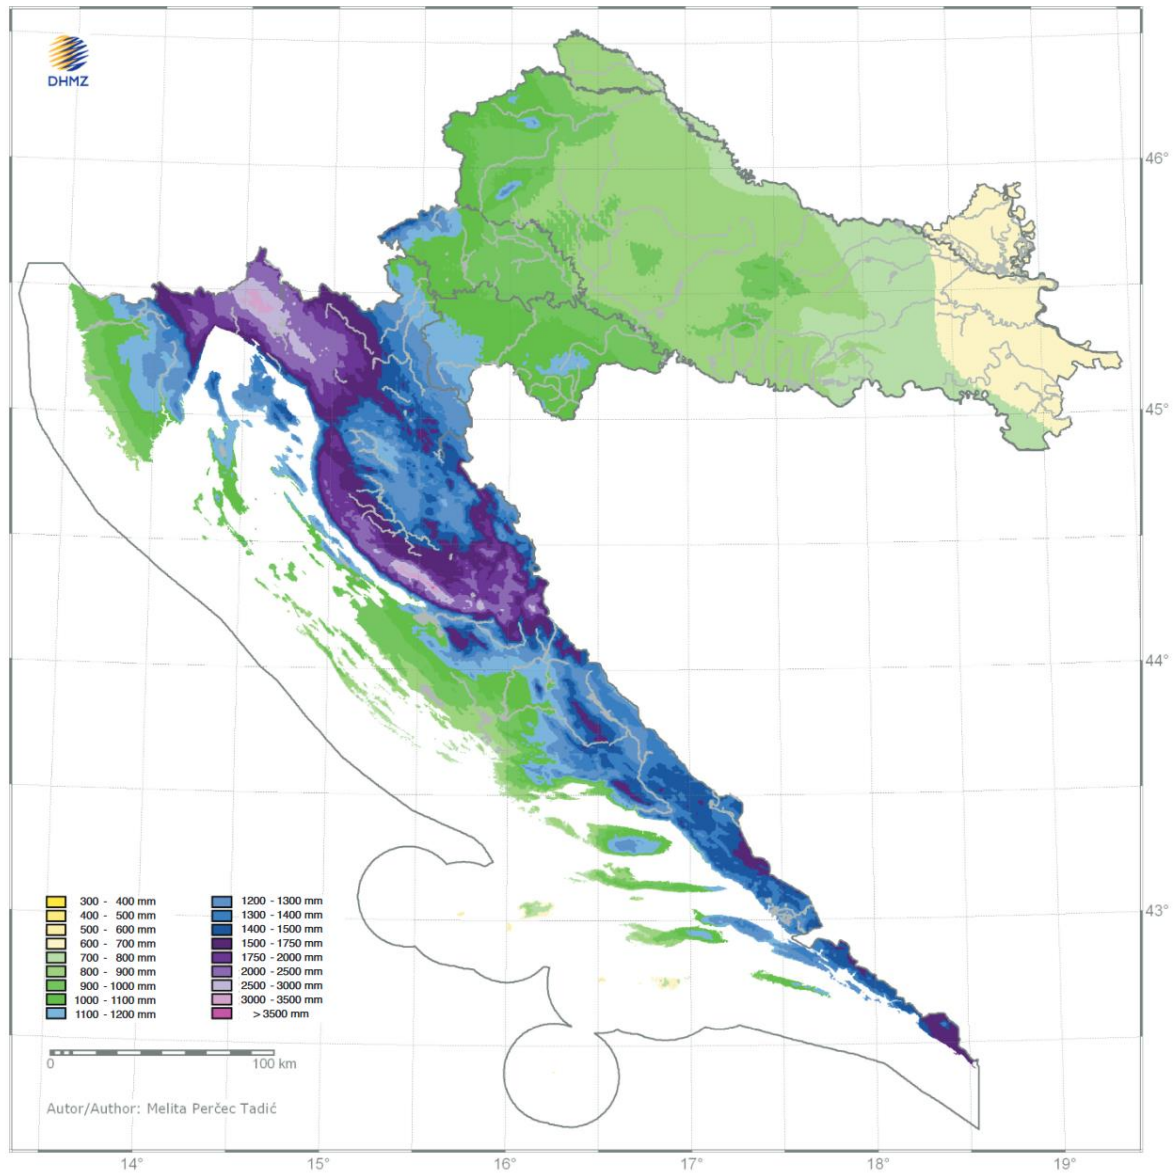 DHMZ
46°
45°
44°
43°
300 - 400 mm
400 - 500 mm
500 - 600 mm
600 - 700 mm
700 - 800 mm
800 - 900 mm
900 - 1000 mm
1000 - 1100 mm
1100 - 1200 mm
1200 - 1300 mm
1300 - 1400 mm
1400 - 1500 mm
1500 - 1750 mm
1750 - 2000 mm
2000 - 2500 mm
2500 - 3000 mm
3000 - 3500 mm
> 3500 mm
0 100 km
Autor/Author: Melita Perčec Tadić
14° 15° 16° 17° 18° 19°